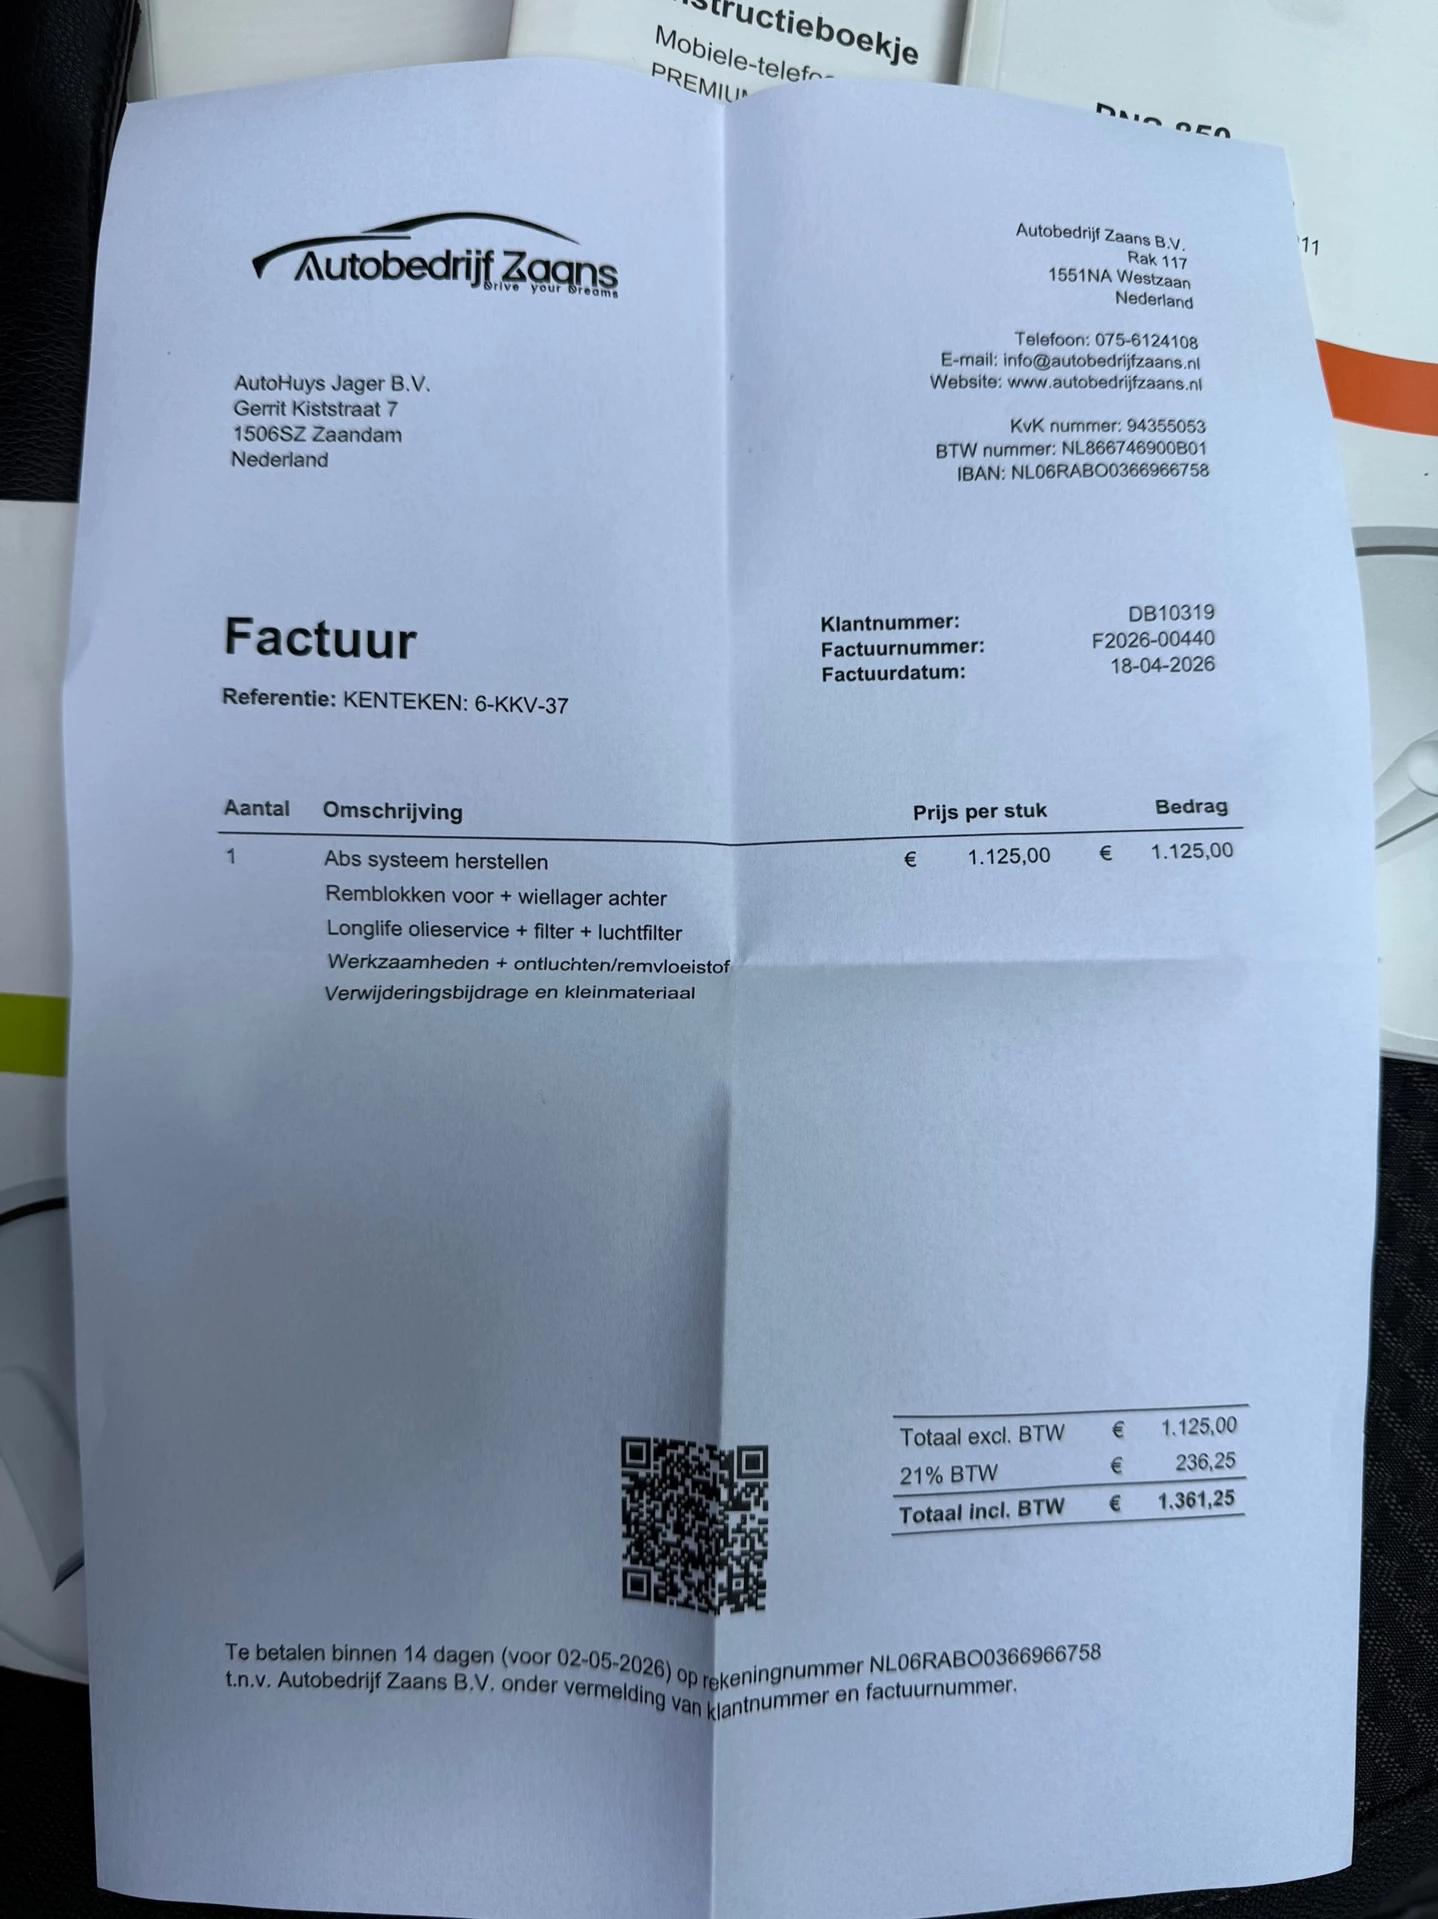 structieboekje
Mobiele-telefo
PREMIUM
RNS 850
11
Autobedrijf Zaans
Drive your Dreams
Autobedrijf Zaans B.V.
Rak 117
1551NA Westzaan
Nederland
Telefoon: 075-6124108
E-mail: info@autobedrijfzaans.nl
Website: www.autobedrijfzaans.nl
KvK nummer: 94355053
BTW nummer: NL866746900B01
IBAN: NL06RABO0366966758
AutoHuys Jager B.V.
Gerrit Kiststraat 7
1506SZ Zaandam
Nederland
Factuur
Referentie: KENTEKEN: 6-KKV-37
Klantnummer: DB10319
Factuurnummer: F2026-00440
Factuurdatum: 18-04-2026
Aantal Omschrijving Prijs per stuk Bedrag
1 Abs systeem herstellen € 1.125,00 € 1.125,00
Remblokken voor + wiellager achter
Longlife olieservice + filter + luchtfilter
Werkzaamheden + ontluchten/remvloeistof
Verwijderingsbijdrage en kleinmateriaal
Totaal excl. BTW € 1.125,00
21% BTW € 236,25
Totaal incl. BTW € 1.361,25
Te betalen binnen 14 dagen (voor 02-05-2026) op rekeningnummer NL06RABO0366966758
t.n.v. Autobedrijf Zaans B.V. onder vermelding van klantnummer en factuurnummer.